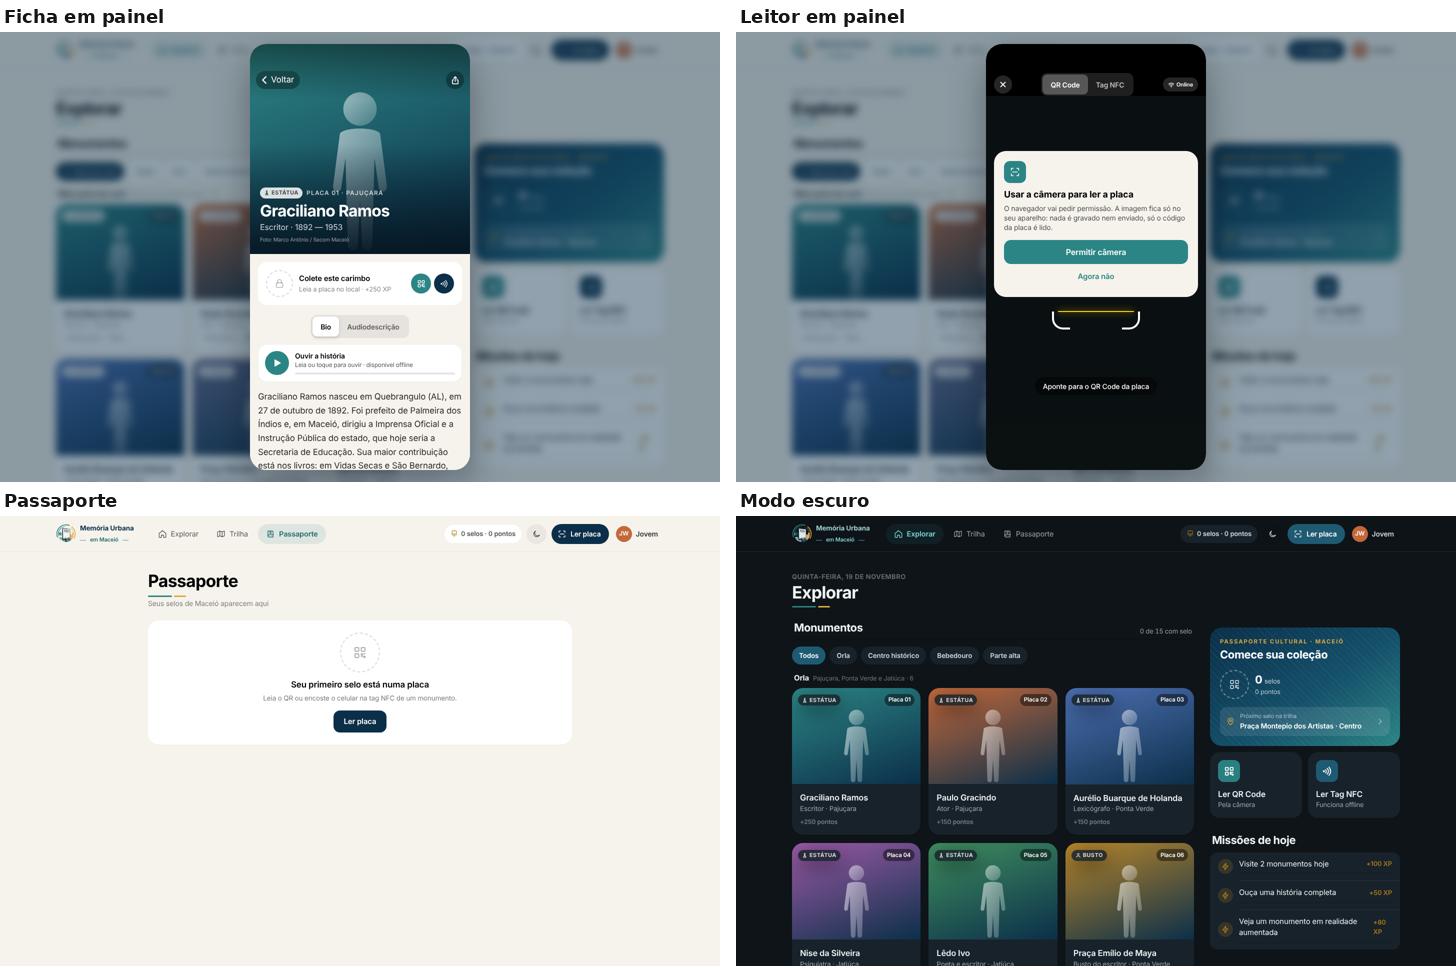 Ficha em painel
Explorar
Voltar
ESTÁTUA
PLACA 01 · PAJUÇARA
Graciliano Ramos
Escritor · 1892 — 1953
Foto: Marco Antônio / Secom Maceió
Colete este carimbo
Leia a placa no local · +250 XP
Bio
Audiodescrição
Ouvir a história
Leia ou toque para ouvir · disponível offline
Graciliano Ramos nasceu em Quebrangulo (AL), em
27 de outubro de 1892. Foi prefeito de Palmeira dos
Índios e, em Maceió, dirigiu a Imprensa Oficial e a
Instrução Pública do estado, que hoje seria a
Secretaria de Educação. Sua maior contribuição
está nos livros: em Vidas Secas e São Bernardo,
Leitor em painel
Explorar
QR Code
Tag NFC
Online
Usar a câmera para ler a placa
O navegador vai pedir permissão. A imagem fica só no
seu aparelho: nada é gravado nem enviado, só o código
da placa é lido.
Permitir câmera
Agora não
Aponte para o QR Code da placa
Passaporte
Memória Urbana
em Maceió
Explorar
Trilha
Passaporte
0 selos · 0 pontos
Ler placa
JW
Jovem
Passaporte
Seus selos de Maceió aparecem aqui
Seu primeiro selo está numa placa
Leia o QR ou encoste o celular na tag NFC de um monumento.
Ler placa
Modo escuro
Memória Urbana
em Maceió
Explorar
Trilha
Passaporte
0 selos · 0 pontos
Ler placa
JW
Jovem
QUINTA-FEIRA, 19 DE NOVEMBRO
Explorar
Monumentos
0 de 15 com selo
Todos
Orla
Centro histórico
Bebedouro
Parte alta
Orla Pajuçara, Ponta Verde e Jatiúca · 6
ESTÁTUA
Placa 01
Graciliano Ramos
Escritor · Pajuçara
+250 pontos
ESTÁTUA
Placa 02
Paulo Gracindo
Ator · Pajuçara
+150 pontos
ESTÁTUA
Placa 03
Aurélio Buarque de Holanda
Lexicógrafo · Ponta Verde
+150 pontos
ESTÁTUA
Placa 04
Nise da Silveira
Psiquiatra · Jatiúca
ESTÁTUA
Placa 05
Lêdo Ivo
Poeta e escritor · Jatiúca
BUSTO
Placa 06
Praça Emílio de Maya
Busto do escritor · Ponta Verde
PASSAPORTE CULTURAL · MACEIÓ
Comece sua coleção
0 selos
0 pontos
Próximo selo na trilha
Praça Montepio dos Artistas · Centro
Ler QR Code
Pela câmera
Ler Tag NFC
Funciona offline
Missões de hoje
Visite 2 monumentos hoje
+100 XP
Ouça uma história completa
+50 XP
Veja um monumento em realidade
aumentada
+80
XP